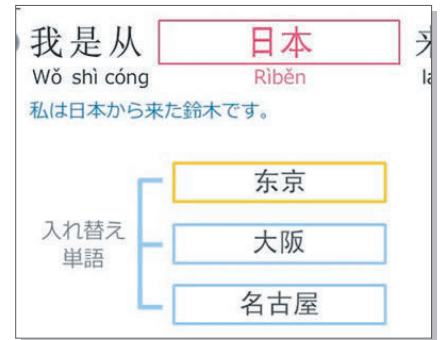 我是从 日本
Wǒ shì cóng Rìběn
私は日本から来た鈴木です。
东京
入れ替え
単語
大阪
名古屋